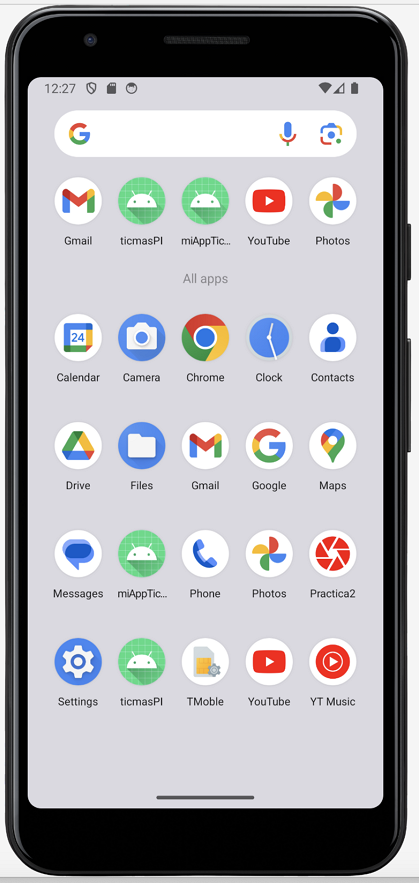 12:27
Gmail ticmasPI miAppTic... YouTube Photos
All apps
24
Calendar Camera Chrome Clock Contacts
Drive Files Gmail Google Maps
Messages miAppTic... Phone Photos Practica2
Settings ticmasPI TMoble YouTube YT Music